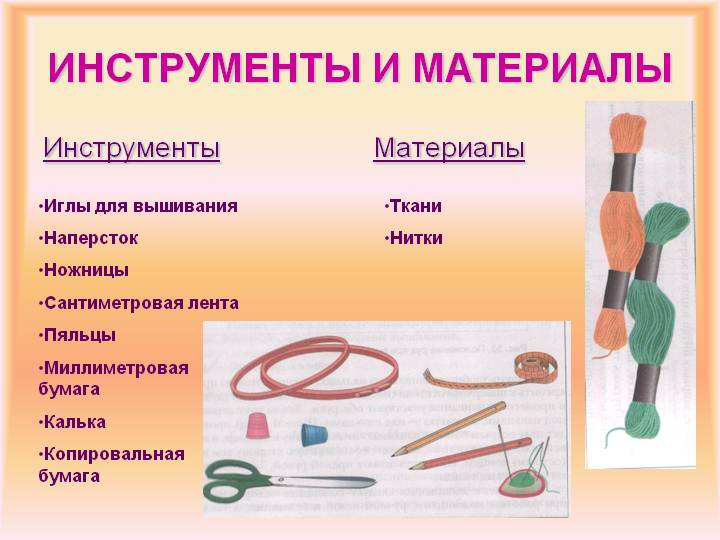 ИНСТРУМЕНТЫ И МАТЕРИАЛЫ
Инструменты
•Иглы для вышивания
•Наперсток
•Ножницы
•Сантиметровая лента
•Пяльцы
•Миллиметровая
бумага
•Калька
•Копировальная
бумага
Материалы
•Ткани
•Нитки